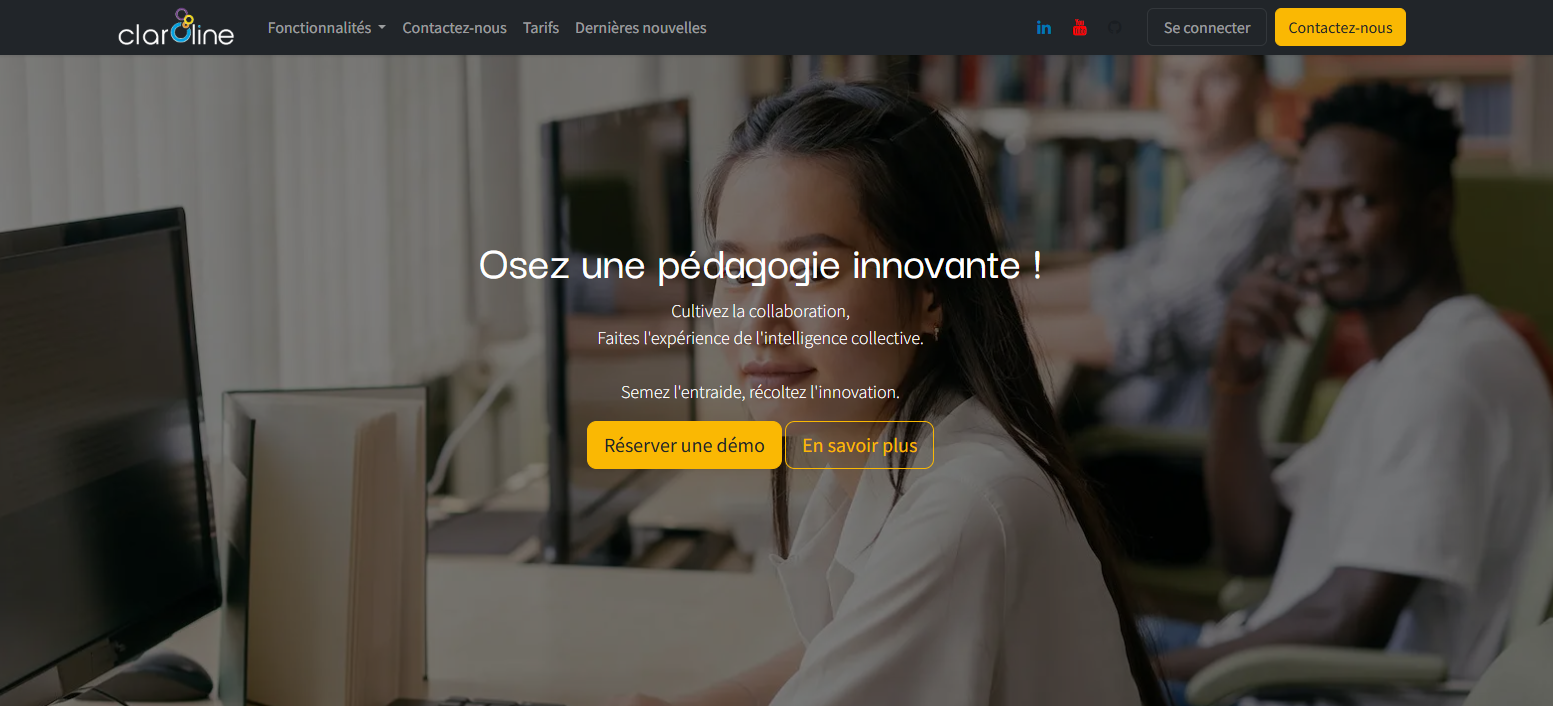 claroline
Fonctionnalités
Contactez-nous
Tarifs
Dernières nouvelles
in
You
Se connecter
Contactez-nous
Osez une pédagogie innovante !
Cultivez la collaboration,
Faites l'expérience de l'intelligence collective.
Semez l'entraide, récoltez l'innovation.
Réserver une démo
En savoir plus